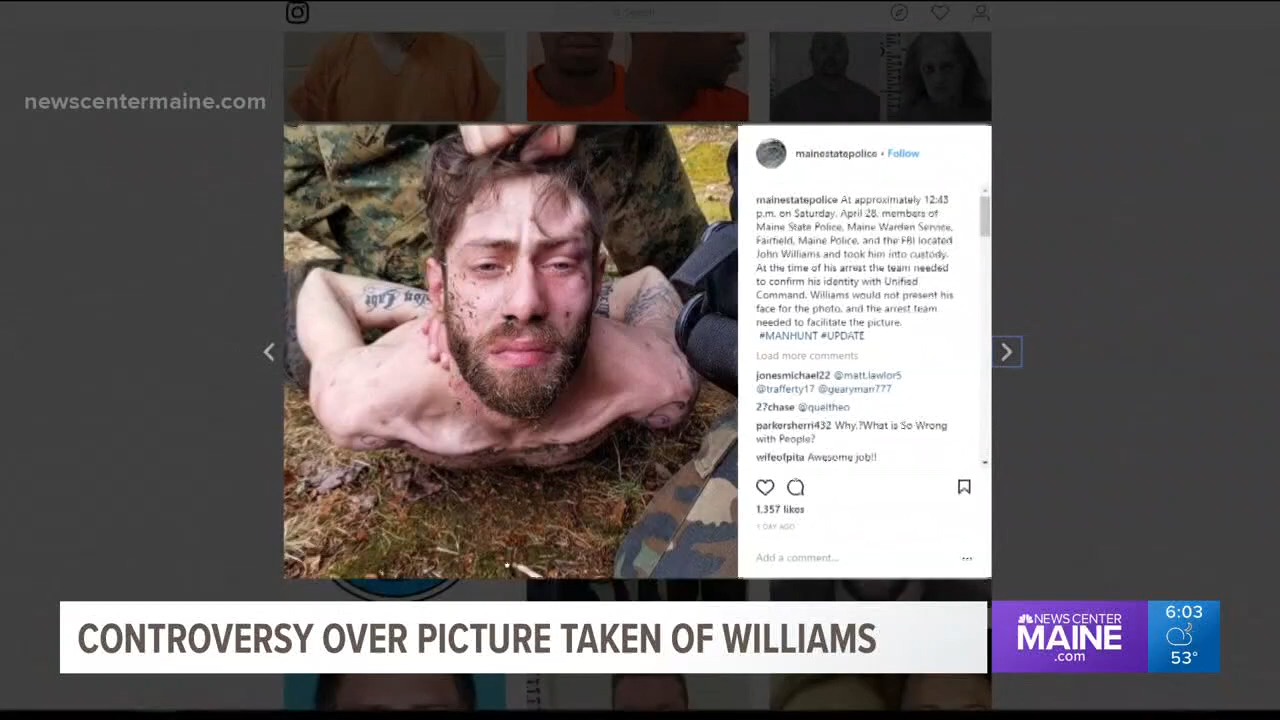 Search
newscentermaine.com
mainestatepolice • Follow
mainestatepolice At approximately 12:43
p.m. on Saturday, April 28, members of
Maine State Police, Maine Warden Service,
Fairfield, Maine Police, and the FBI located
John Williams and took him into custody.
At the time of his arrest the team needed
to confirm his identity with Unified
Command. Williams would not present his
face for the photo, and the arrest team
needed to facilitate the picture.
#MANHUNT #UPDATE
Load more comments
jonesmichael22 @matt.lawlor5
@trafferty17 @gearyman777
27chase @queitheo
parkersherri432 Why.?What is So Wrong
with People?
wifeofpita Awesome job!!
1,357 likes
1 DAY AGO
Add a comment...
CONTROVERSY OVER PICTURE TAKEN OF WILLIAMS
NEWS CENTER
MAINE
.com
6:03
53°